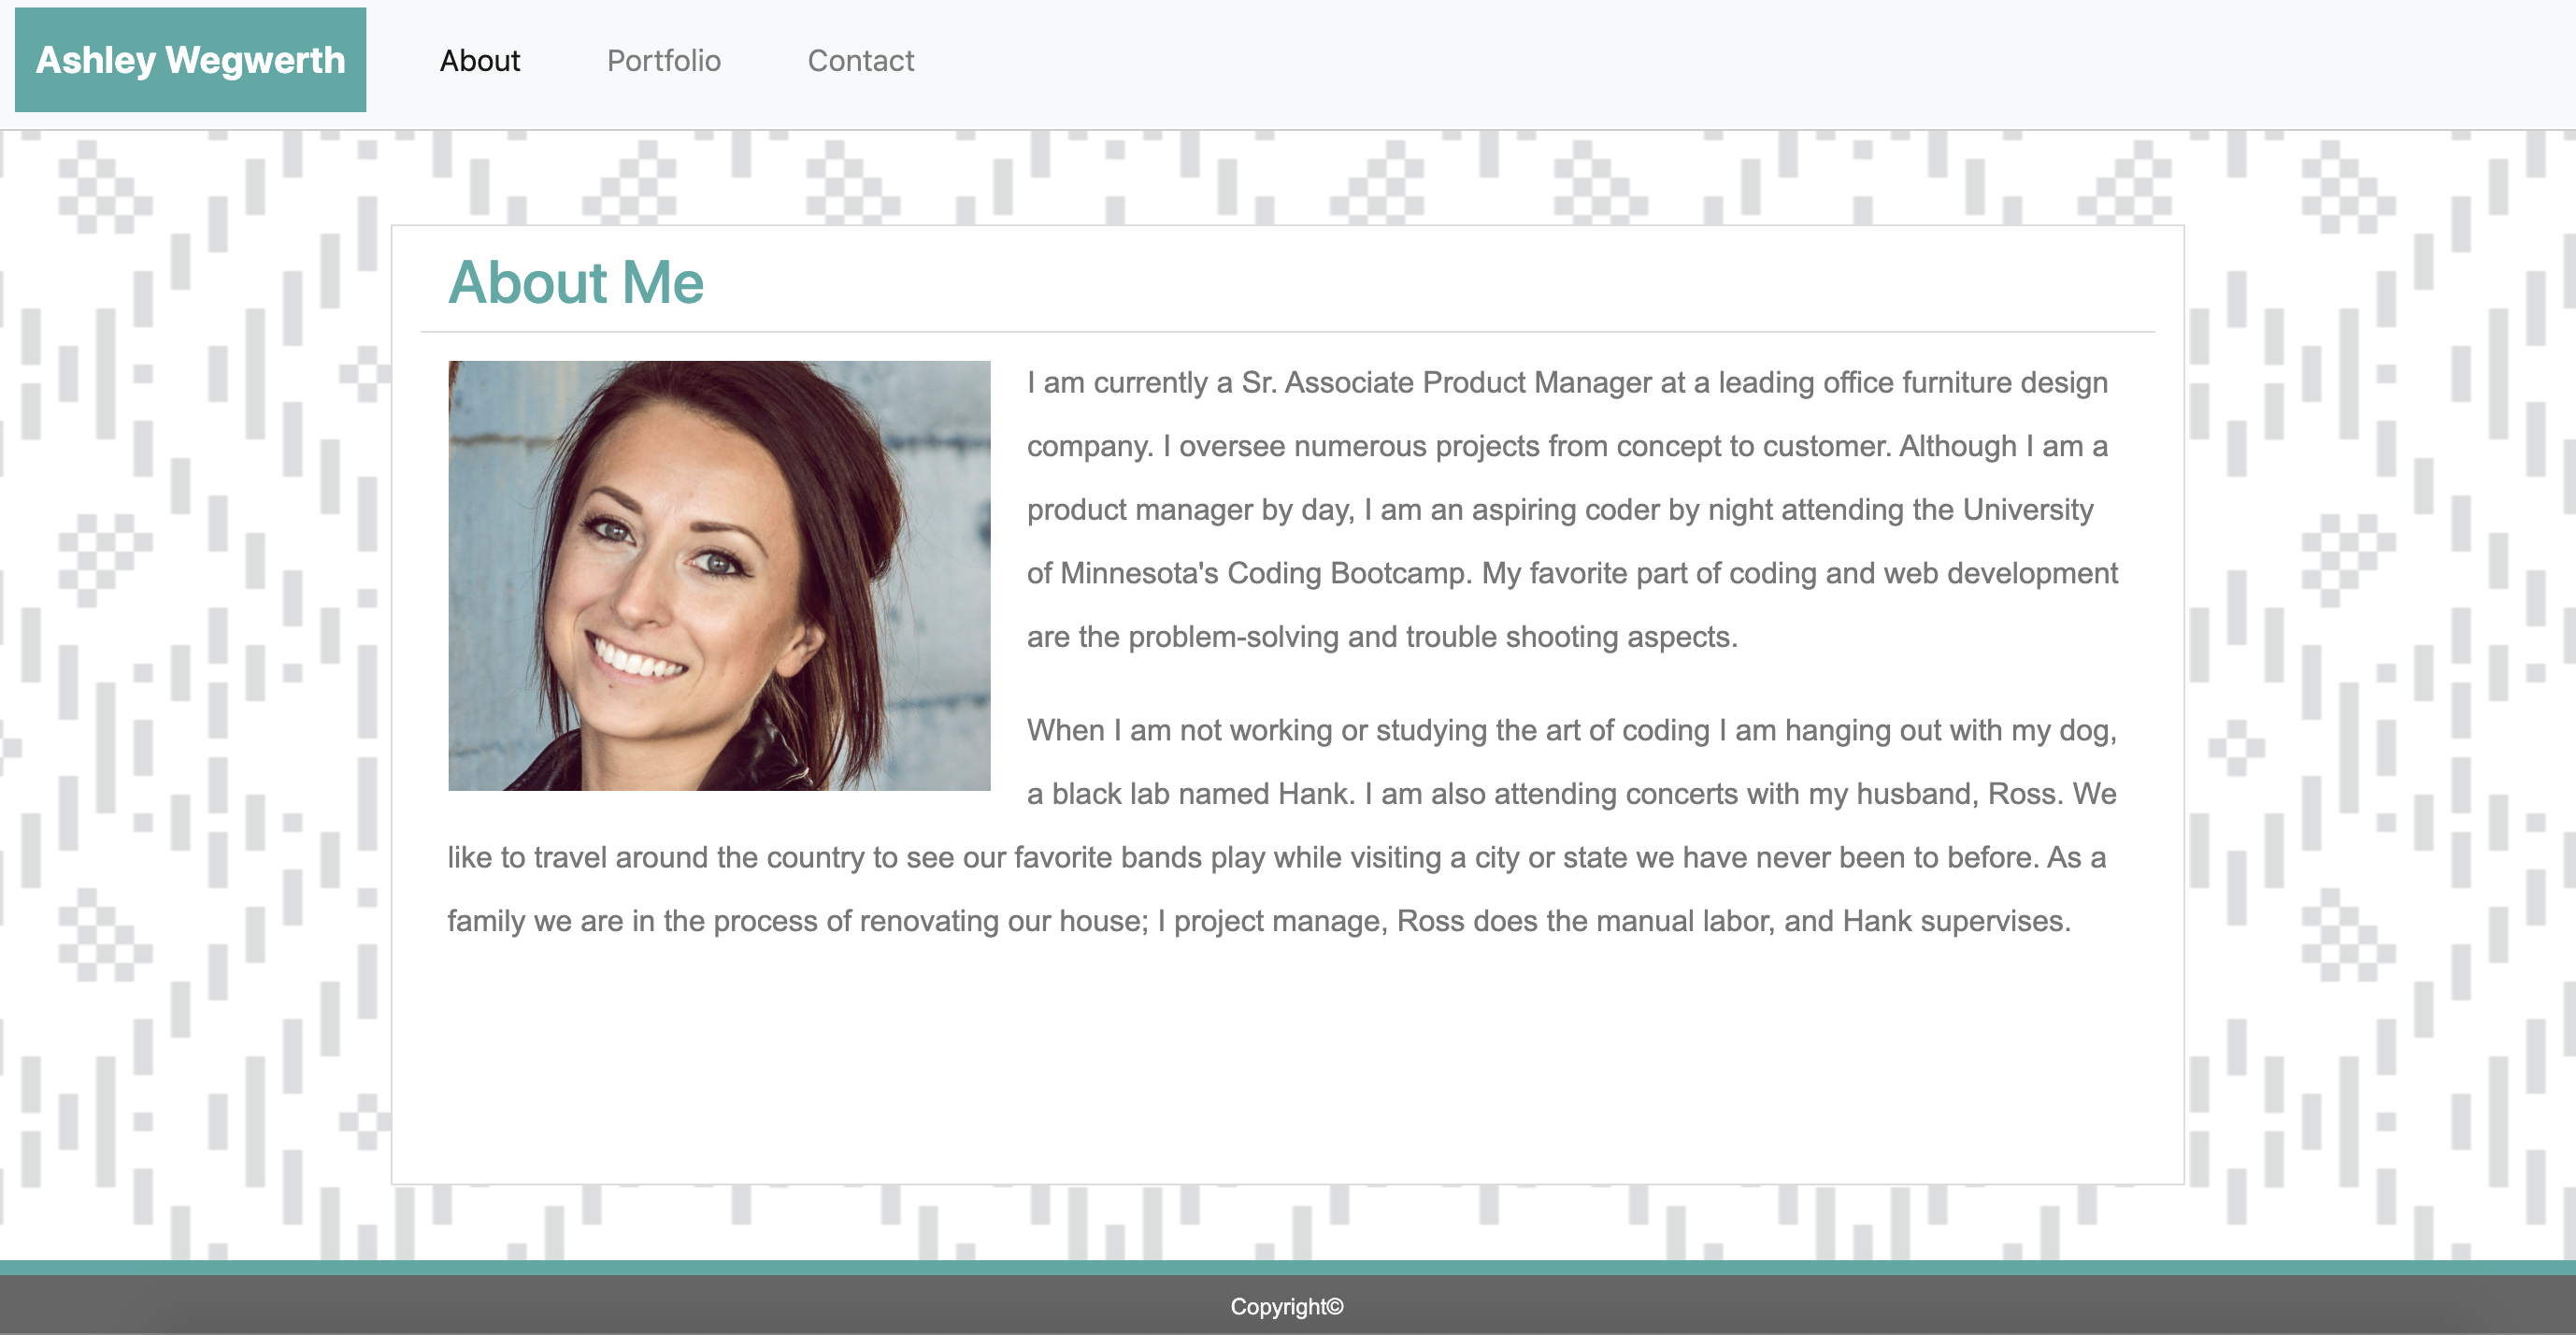 Ashley Wegwerth
About
Portfolio
Contact
About Me
I am currently a Sr. Associate Product Manager at a leading office furniture design
company. I oversee numerous projects from concept to customer. Although I am a
product manager by day, I am an aspiring coder by night attending the University
of Minnesota's Coding Bootcamp. My favorite part of coding and web development
are the problem-solving and trouble shooting aspects.
When I am not working or studying the art of coding I am hanging out with my dog,
a black lab named Hank. I am also attending concerts with my husband, Ross. We
like to travel around the country to see our favorite bands play while visiting a city or state we have never been to before. As a
family we are in the process of renovating our house; I project manage, Ross does the manual labor, and Hank supervises.
Copyright©